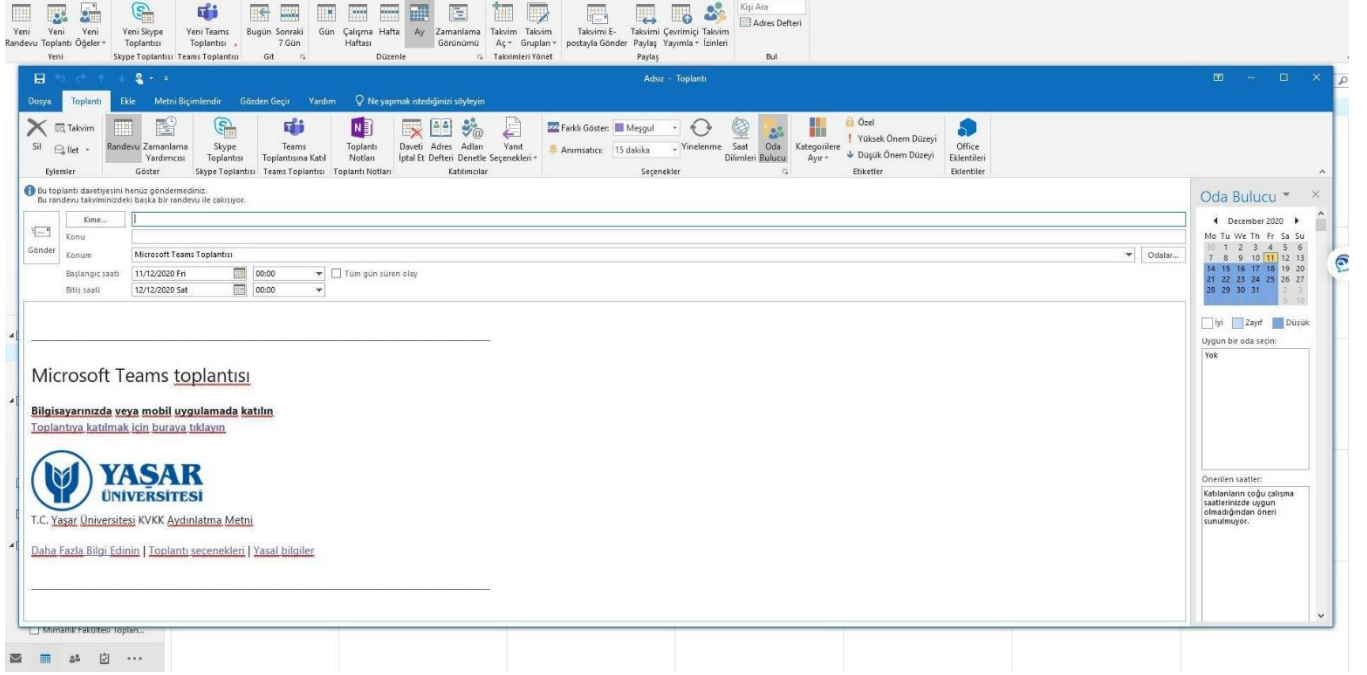 Kişi Ara
Adres Defteri
Yeni Randevu
Yeni Toplantı
Yeni Öğeler
Yeni Skype Toplantısı
Yeni Teams Toplantısı
Bugün
Sonraki 7 Gün
Gün
Çalışma Haftası
Hafta
Ay
Zamanlama Görünümü
Takvim Aç
Takvim Grupları
Takvimi E-postayla Gönder
Takvimi Paylaş
Çevrimiçi Yayımla
Takvim İzinleri
Yeni
Skype Toplantısı
Teams Toplantısı
Git
Düzenle
Takvimleri Yönet
Paylaş
Bul
Adsız - Toplantı
Dosya Toplantı Ekle Metni Biçimlendir Gözden Geçir Yardım Ne yapmak istediğinizi söyleyin
Sil
Takvim
İlet
Randevu
Zamanlama Yardımcısı
Skype Toplantısı
Teams Toplantısına Katıl
Toplantı Notları
Daveti İptal Et
Adres Defteri
Adları Denetle
Yanıt Seçenekleri
Farklı Göster: Meşgul
Anımsatıcı: 15 dakika
Yinelenme
Saat Dilimleri
Oda Bulucu
Kategorilere Ayır
Özel
Yüksek Önem Düzeyi
Düşük Önem Düzeyi
Office Eklentileri
Eylemler
Göster
Skype Toplantısı
Teams Toplantısı
Toplantı Notları
Katılımcılar
Seçenekler
Etiketler
Eklentiler
Bu toplantı davetiyesini henüz göndermediniz.
Bu randevu takviminizdeki başka bir randevu ile çakışıyor.
Gönder
Kime...
Konu
Konum Microsoft Teams Toplantısı Odalar...
Başlangıç saati 11/12/2020 Fri 00:00 Tüm gün süren olay
Bitiş saati 12/12/2020 Sat 00:00
Microsoft Teams toplantısı
Bilgisayarınızda veya mobil uygulamada katılın
Toplantıya katılmak için buraya tıklayın
YAŞAR
ÜNİVERSİTESİ
T.C. Yaşar Üniversitesi KVKK Aydınlatma Metni
Daha Fazla Bilgi Edinin | Toplantı seçenekleri | Yasal bilgiler
Oda Bulucu
December 2020
Mo Tu We Th Fr Sa Su
30 1 2 3 4 5 6
7 8 9 10 11 12 13
14 15 16 17 18 19 20
21 22 23 24 25 26 27
28 29 30 31 2 3
9 10
İyi Zayıf Düşük
Uygun bir oda seçin:
Yok
Önerilen saatler:
Katılanların çoğu çalışma
saatlerinizde uygun
olmadığından öneri
sunulmuyor.
Mimarlık Fakültesi Toplan...